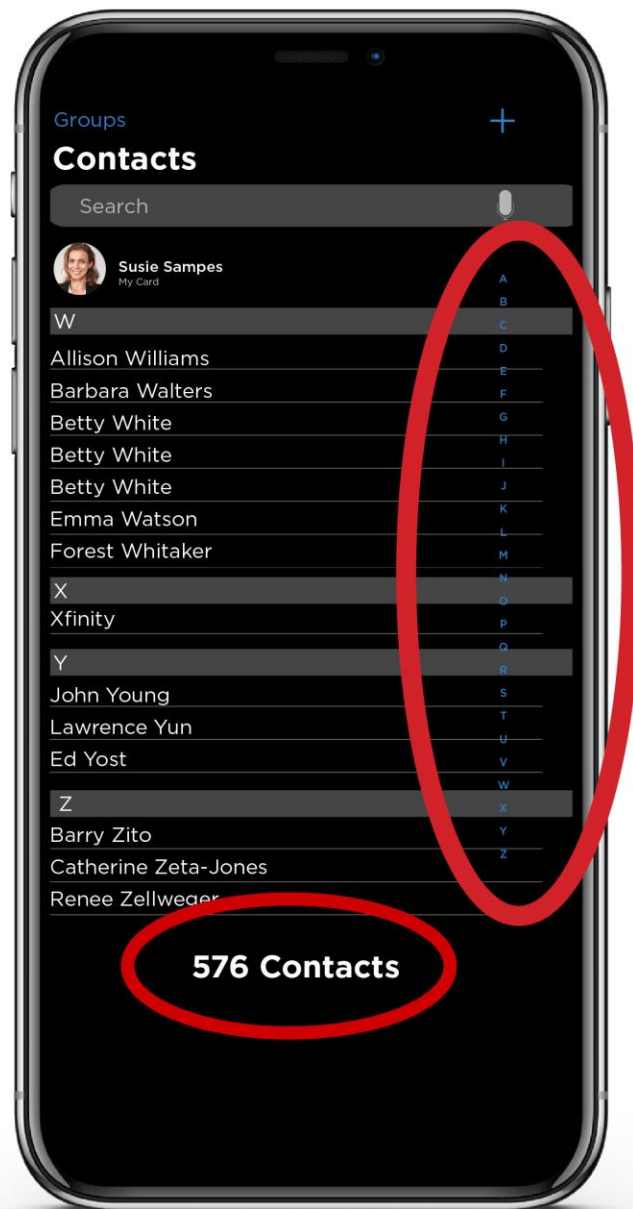 Groups
Contacts
Search
Susie Sampes
My Card
W
Allison Williams
Barbara Walters
Betty White
Betty White
Betty White
Emma Watson
Forest Whitaker
X
Xfinity
Y
John Young
Lawrence Yun
Ed Yost
Z
Barry Zito
Catherine Zeta-Jones
Renee Zellweger
576 Contacts
A
B
C
D
E
F
G
H
I
J
K
L
M
N
O
P
Q
R
S
T
U
V
W
X
Y
Z